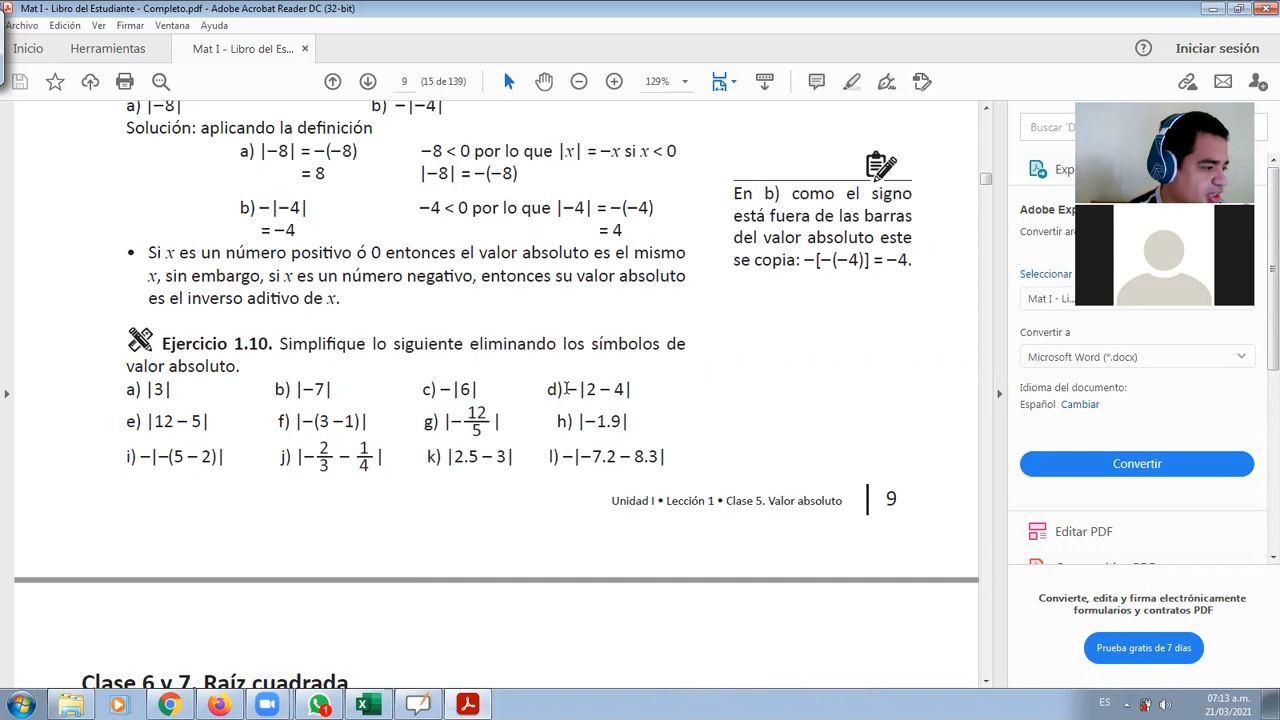 Mat I - Libro del Estudiante - Completo.pdf - Adobe Acrobat Reader DC (32-bit)
Archivo Edición Ver Firmar Ventana Ayuda
Inicio Herramientas Mat I - Libro del Es... × Iniciar sesión
9 (15 de 139) 129%
a) |−8| b) −|−4|
Solución: aplicando la definición
a) |−8| = −(−8) −8 < 0 por lo que |x| = −x si x < 0
= 8 |−8| = −(−8)
b) −|−4| −4 < 0 por lo que |−4| = −(−4)
= −4 = 4
• Si x es un número positivo ó 0 entonces el valor absoluto es el mismo
x, sin embargo, si x es un número negativo, entonces su valor absoluto
es el inverso aditivo de x.
En b) como el signo
está fuera de las barras
del valor absoluto este
se copia: −[−(−4)] = −4.
Ejercicio 1.10. Simplifique lo siguiente eliminando los símbolos de
valor absoluto.
a) |3| b) |−7| c) −|6| d) −|2 − 4|
e) |12 − 5| f) |−(3 − 1)| g) |−12/5| h) |−1.9|
i) −|−(5 − 2)| j) |−2/3 − 1/4| k) |2.5 − 3| l) −|−7.2 − 8.3|
Unidad I • Lección 1 • Clase 5. Valor absoluto 9
Clase 6 y 7. Raíz cuadrada
Buscar 'D
Exp
Adobe Exp
Convertir ar
Seleccionar
Mat I - Li...
Convertir a
Microsoft Word (*.docx)
Idioma del documento:
Español Cambiar
Convertir
Editar PDF
Convierte, edita y firma electrónicamente
formularios y contratos PDF
Prueba gratis de 7 días
1
ES 07:13 a.m.
21/03/2021